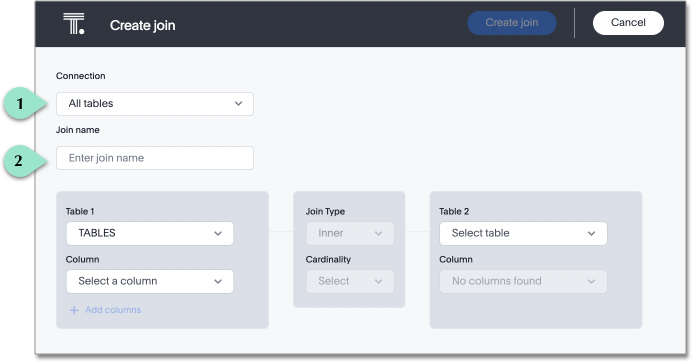 T. Create join Create join Cancel
Connection
1 All tables
Join name
2 Enter join name
Table 1 Join Type Table 2
TABLES Inner Select table
Column Cardinality Column
Select a column Select No columns found
+ Add columns